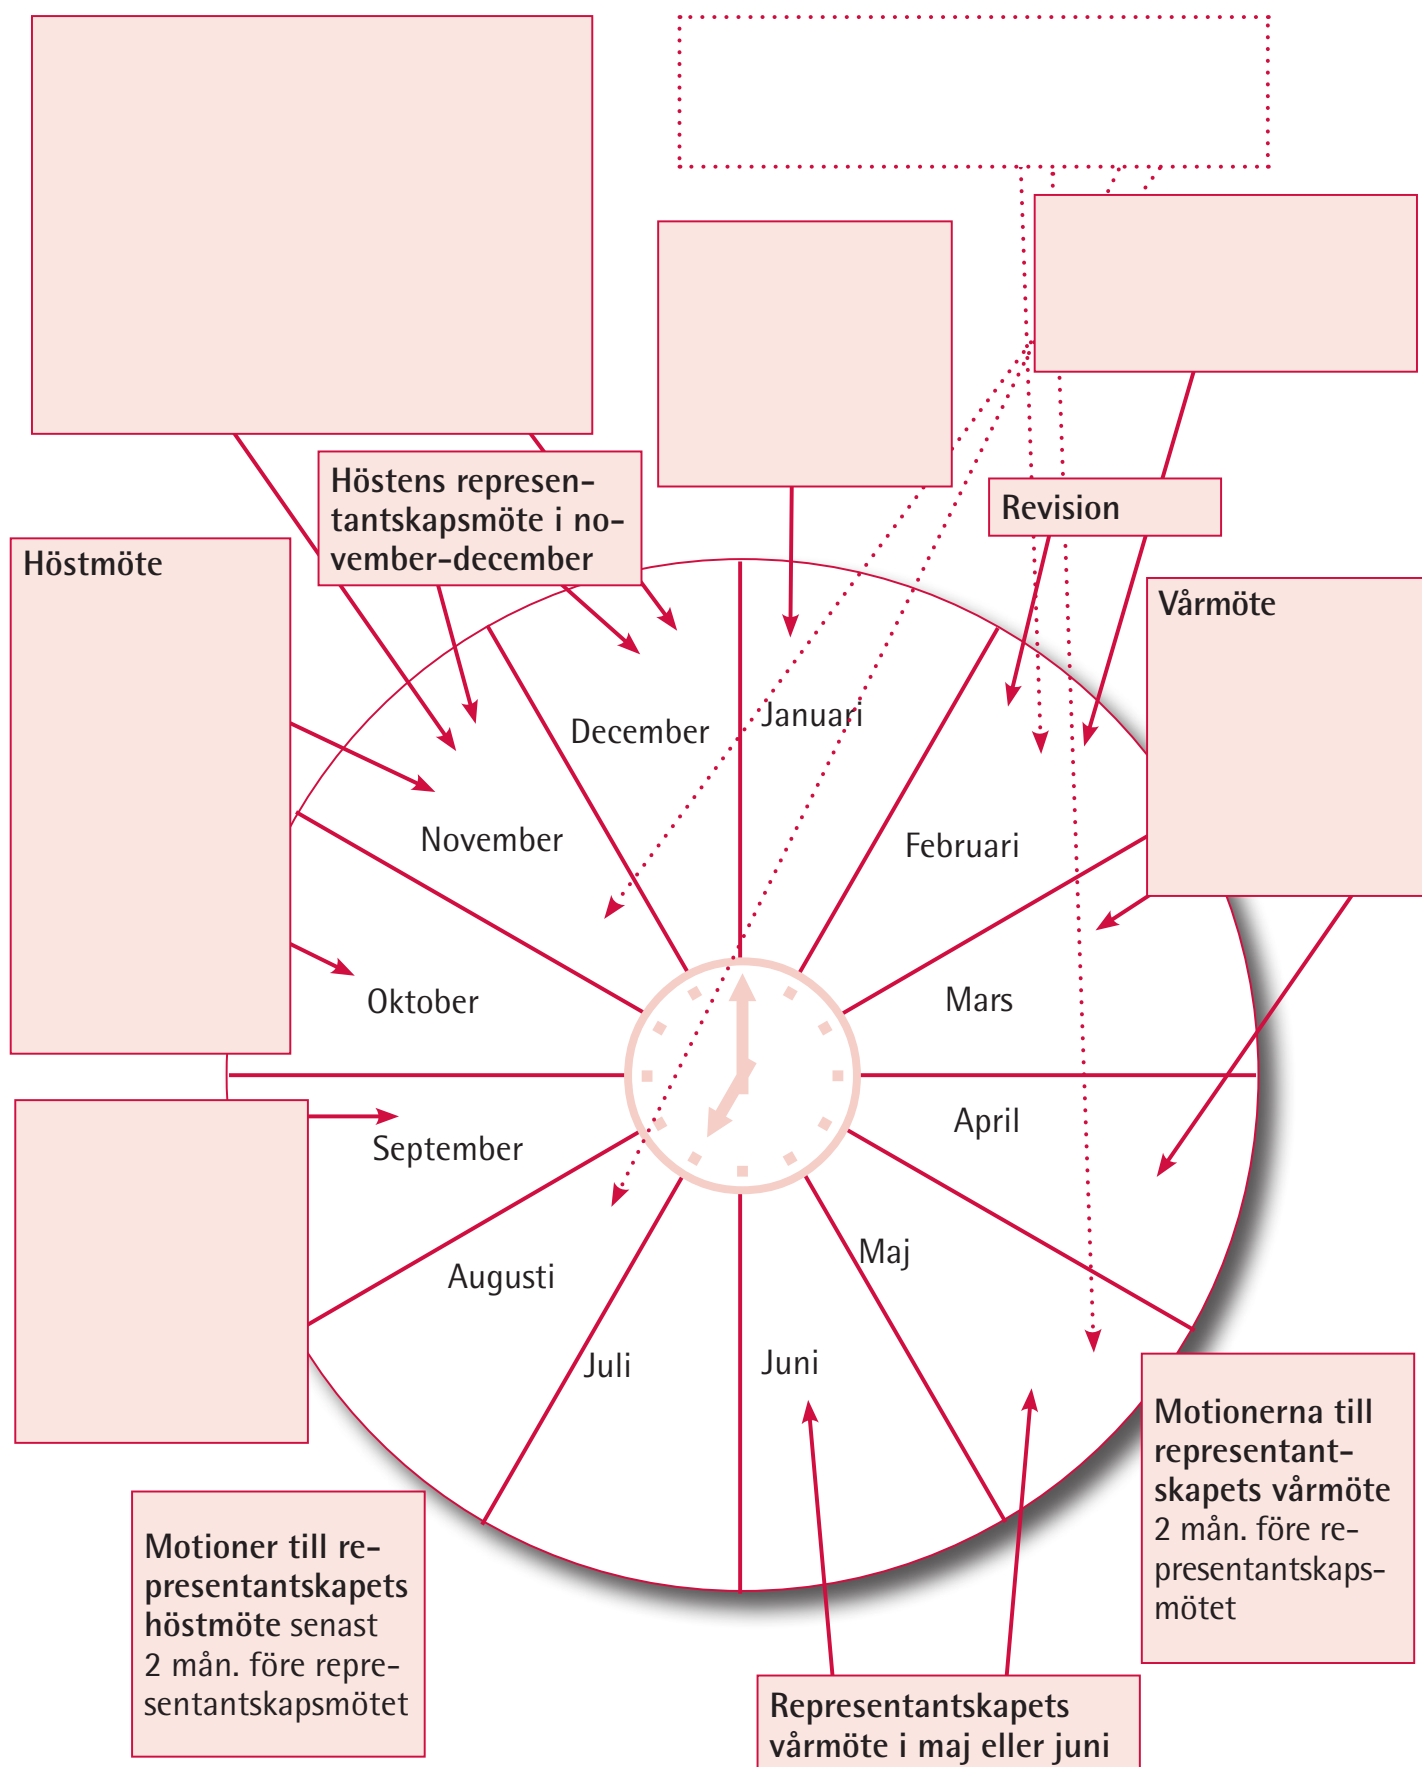 Höstens represen-
tantskapsmöte i no-
vember-december
Revision
Höstmöte
Vårmöte
Januari
December
November
Februari
Oktober
Mars
September
April
Augusti
Maj
Juli
Juni
Motionerna till
representant-
skapets vårmöte
2 mån. före re-
presentantskaps-
mötet
Motioner till re-
presentantskapets
höstmöte senast
2 mån. före repre-
sentantskapsmötet
Representantskapets
vårmöte i maj eller juni